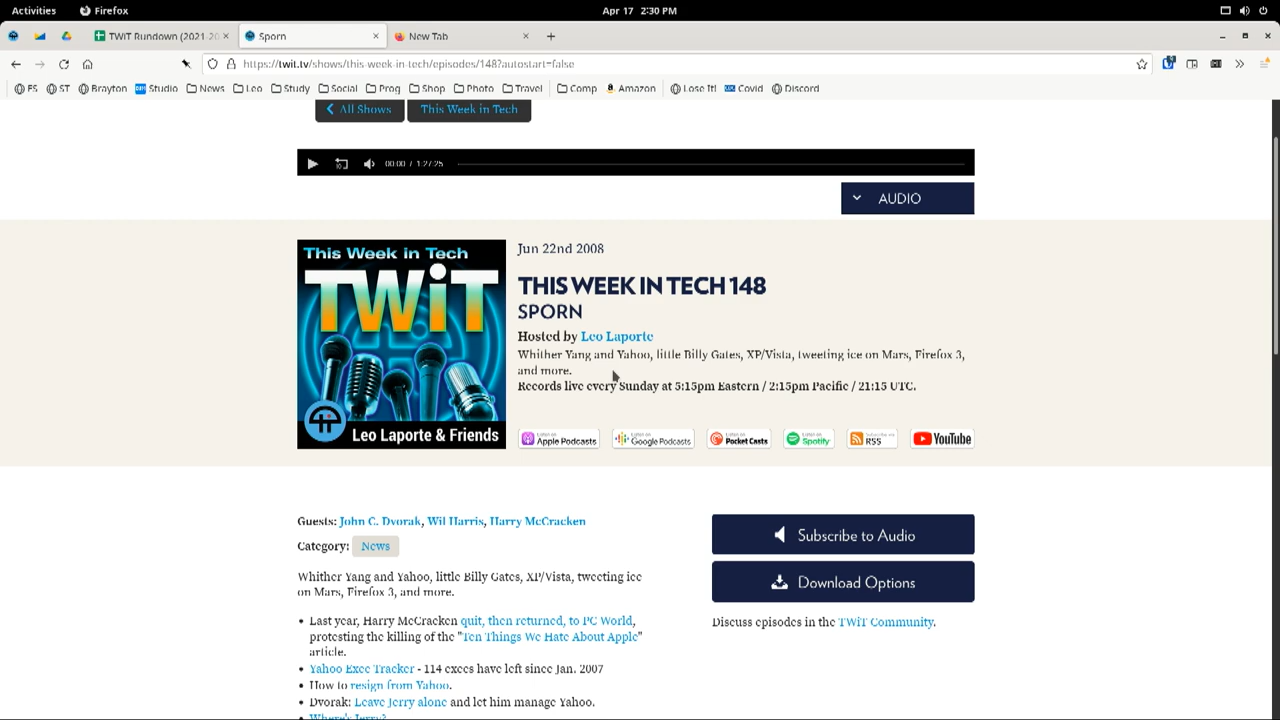 Activities Firefox Apr 17 2:30 PM
TWiT Rundown (2021-20 Sporn New Tab
https://twit.tv/shows/this-week-in-tech/episodes/148?autostart=false
FS ST Brayton Studio News Leo Study Social Prog Shop Photo Travel Comp Amazon Lose It! Covid Discord
All Shows This Week in Tech
00:00 / 1:27:25
AUDIO
This Week in Tech
TWiT
Leo Laporte & Friends
Jun 22nd 2008
THIS WEEK IN TECH 148
SPORN
Hosted by Leo Laporte
Whither Yang and Yahoo, little Billy Gates, XP/Vista, tweeting ice on Mars, Firefox 3,
and more.
Records live every Sunday at 5:15pm Eastern / 2:15pm Pacific / 21:15 UTC.
Apple Podcasts Google Podcasts Pocket Casts Spotify RSS YouTube
Guests: John C. Dvorak, Wil Harris, Harry McCracken
Category: News
Whither Yang and Yahoo, little Billy Gates, XP/Vista, tweeting ice
on Mars, Firefox 3, and more.
• Last year, Harry McCracken quit, then returned, to PC World,
protesting the killing of the "Ten Things We Hate About Apple"
article.
• Yahoo Exec Tracker - 114 execs have left since Jan. 2007
• How to resign from Yahoo.
• Dvorak: Leave Jerry alone and let him manage Yahoo.
• Where's Jerry?
Subscribe to Audio
Download Options
Discuss episodes in the TWiT Community.